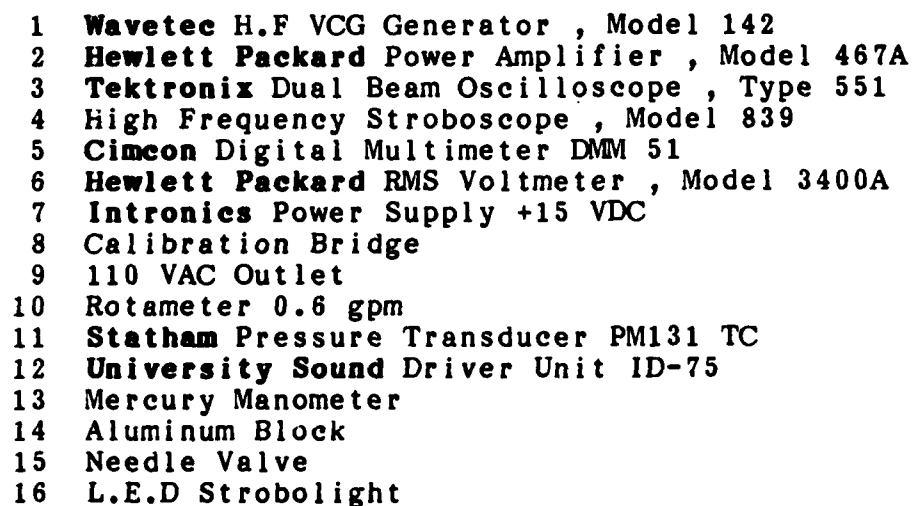 1 Wavetec H.F VCG Generator , Model 142
2 Hewlett Packard Power Amplifier , Model 467A
3 Tektronix Dual Beam Oscilloscope , Type 551
4 High Frequency Stroboscope , Model 839
5 Cimcon Digital Multimeter DMM 51
6 Hewlett Packard RMS Voltmeter , Model 3400A
7 Intronics Power Supply +15 VDC
8 Calibration Bridge
9 110 VAC Outlet
10 Rotameter 0.6 gpm
11 Statham Pressure Transducer PM131 TC
12 University Sound Driver Unit ID-75
13 Mercury Manometer
14 Aluminum Block
15 Needle Valve
16 L.E.D Strobolight